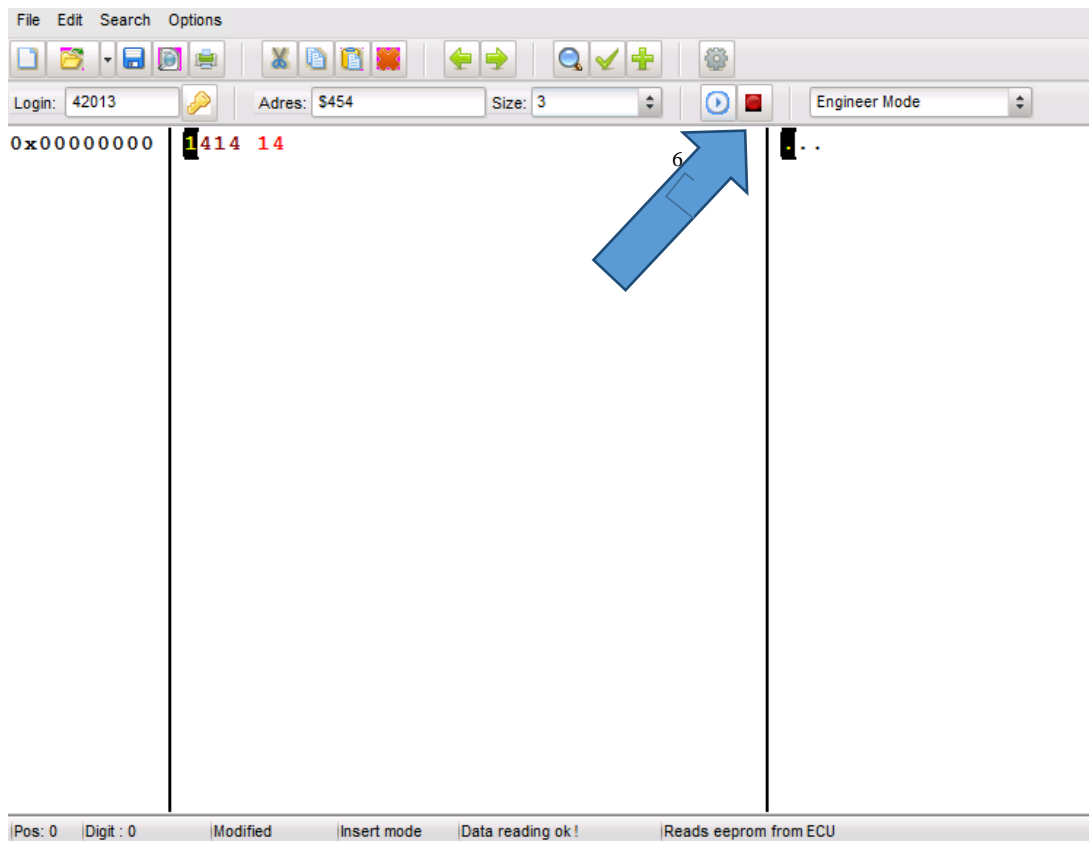 File Edit Search Options
Login: 42013 Adres: $454 Size: 3 Engineer Mode
0x00000000 1414 14 ...
6
Pos: 0 Digit : 0 Modified Insert mode Data reading ok ! Reads eeprom from ECU